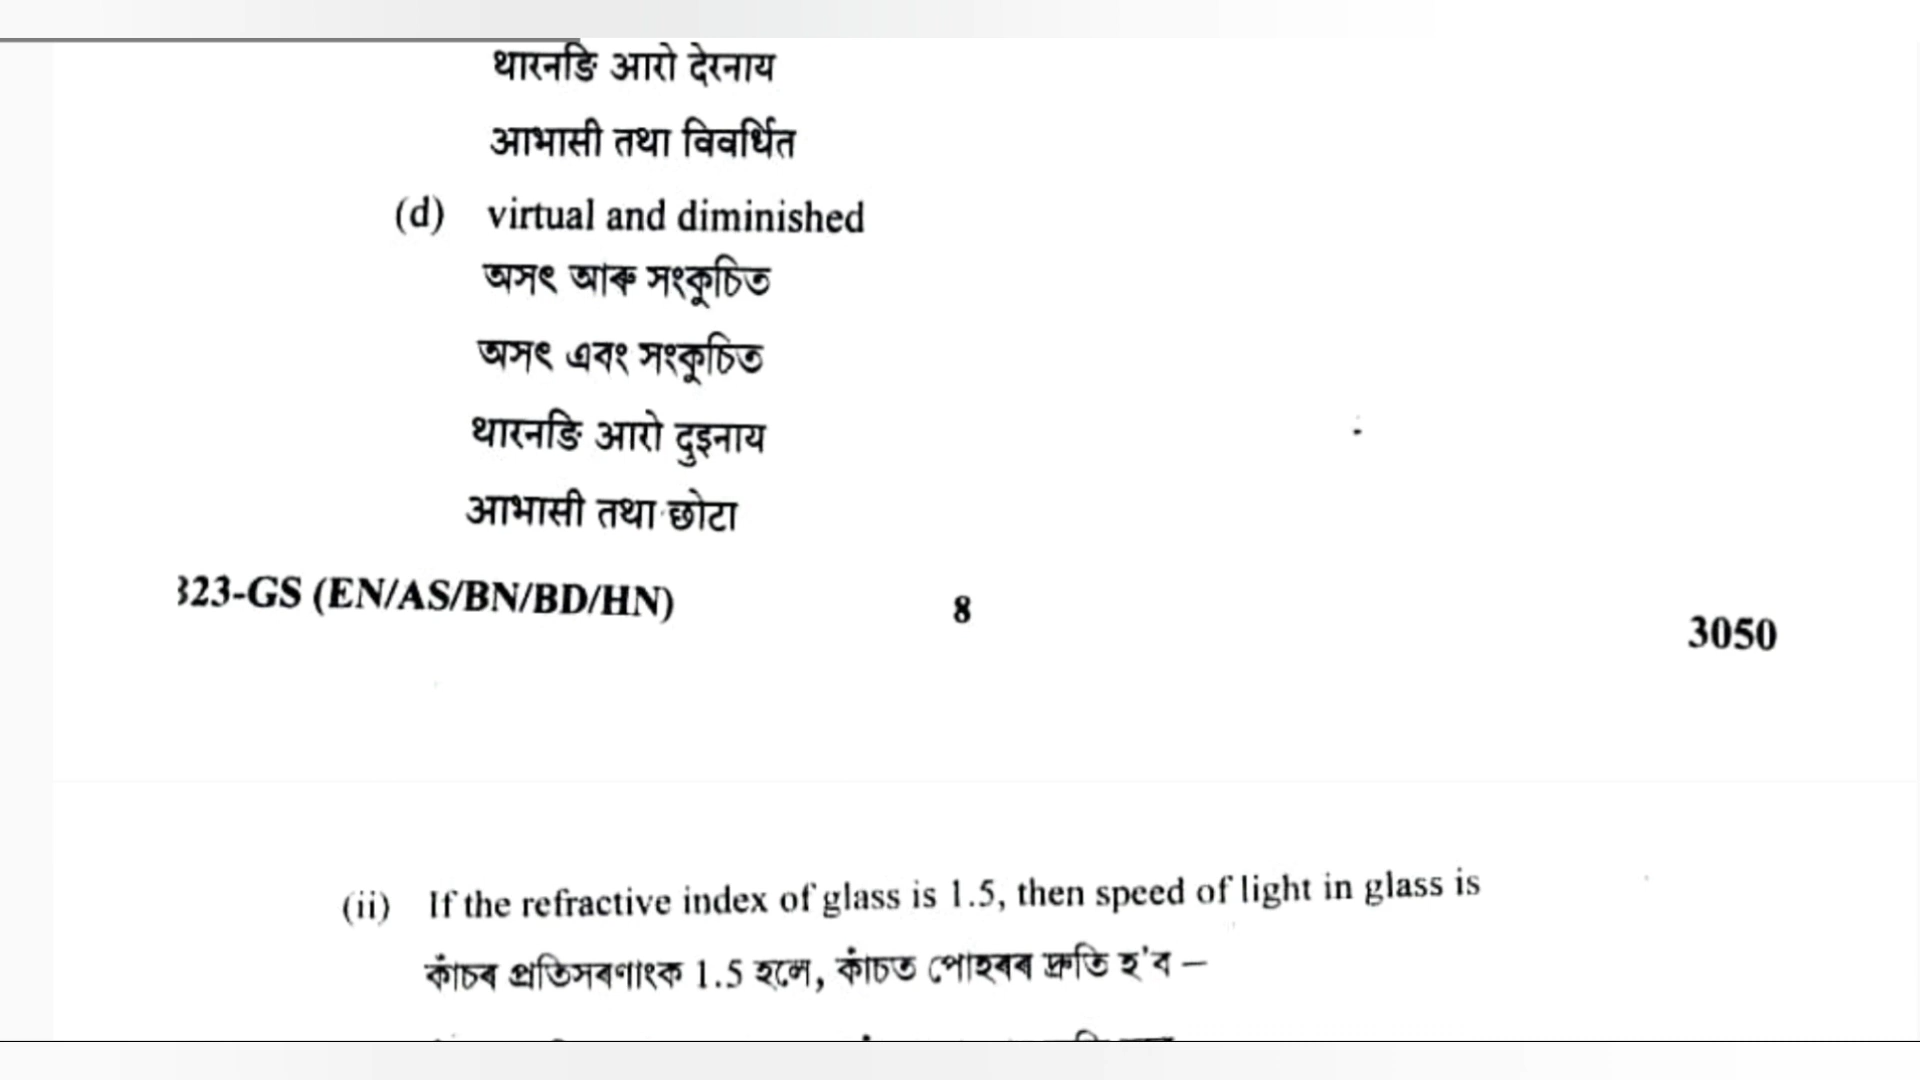 थारनङि आरो देरनाय
आभासी तथा विवर्धित
(d) virtual and diminished
অসৎ আৰু সংকুচিত
অসৎ এবং সংকুচিত
थारनङि आरो दुइनाय
आभासी तथा छोटा
323-GS (EN/AS/BN/BD/HN) 8 3050
(ii) If the refractive index of glass is 1.5, then speed of light in glass is
কাঁচৰ প্ৰতিসৰণাংক 1.5 হলে, কাঁচত পোহৰৰ দ্ৰুতি হ'ব –